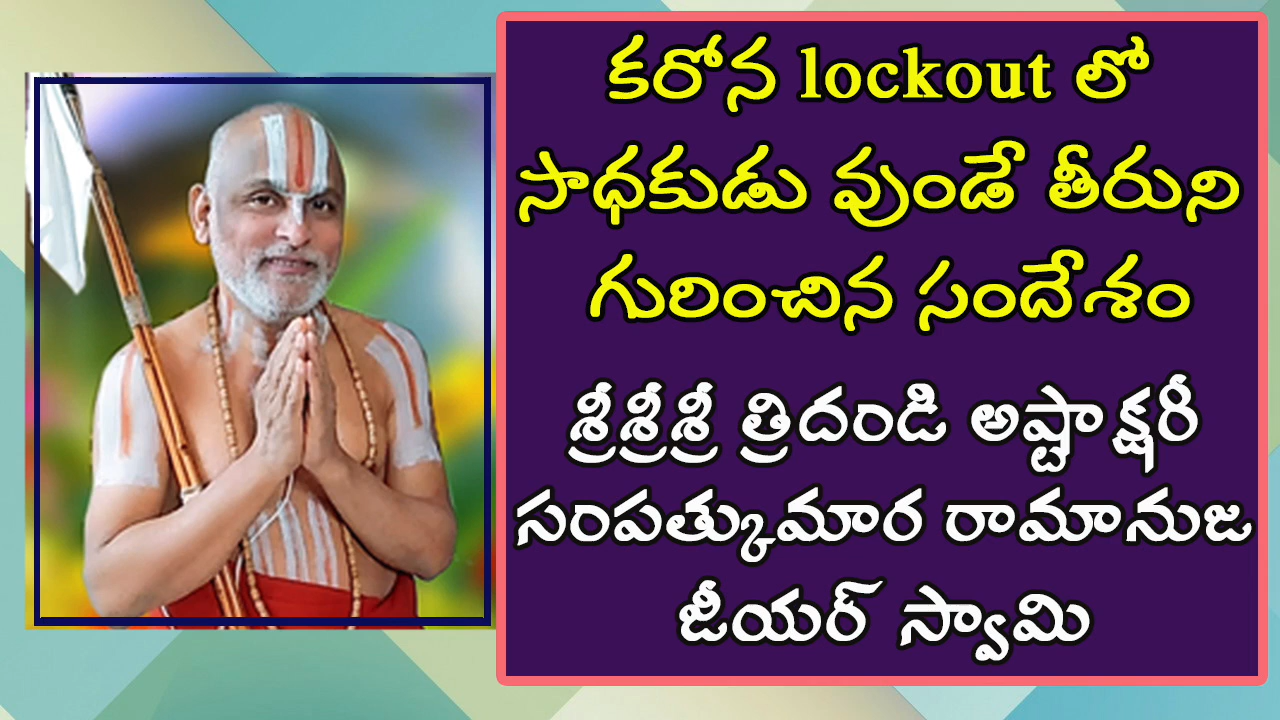 కరోన lockout లో
సాధకుడు వుండే తీరుని
గురించిన సందేశం
శ్రీశ్రీశ్రీ త్రిదండి అష్టాక్షరీ
సంపత్కుమార రామానుజ
జీయర్ స్వామి